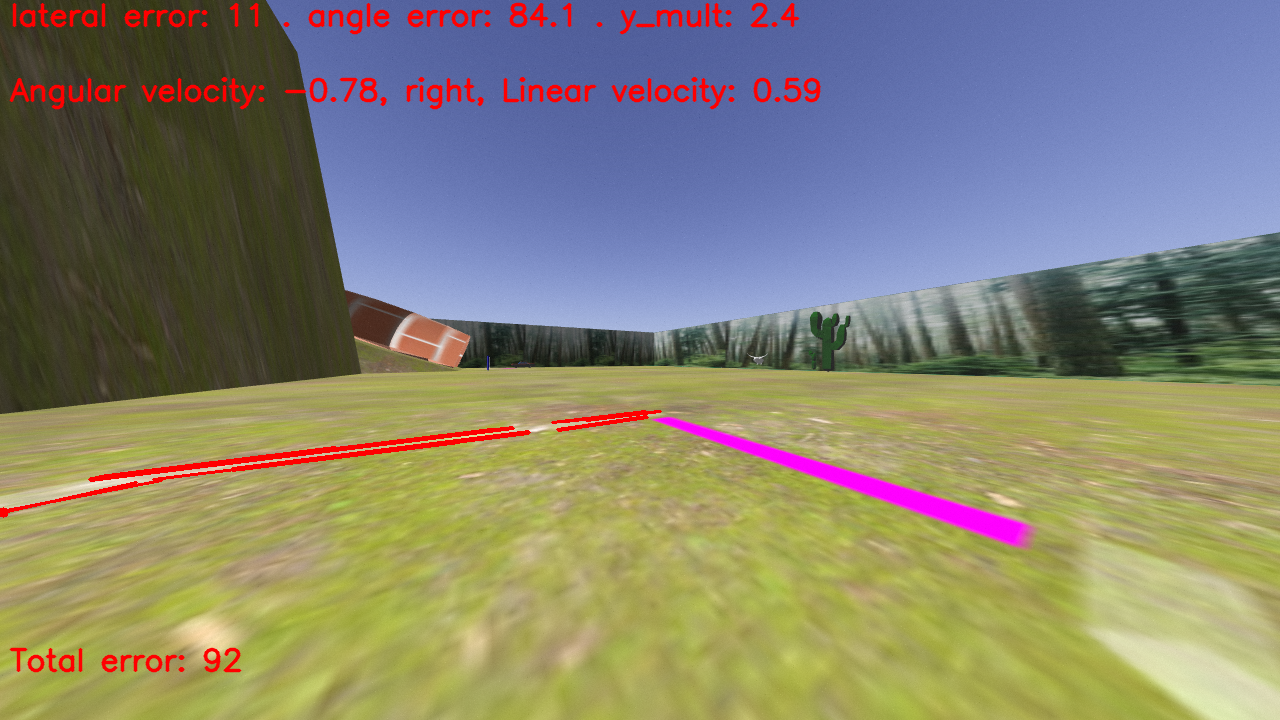 lateral error: 11 . angle error: 84.1 . y_mult: 2.4
Angular velocity: -0.78, right, Linear velocity: 0.59
Total error: 92